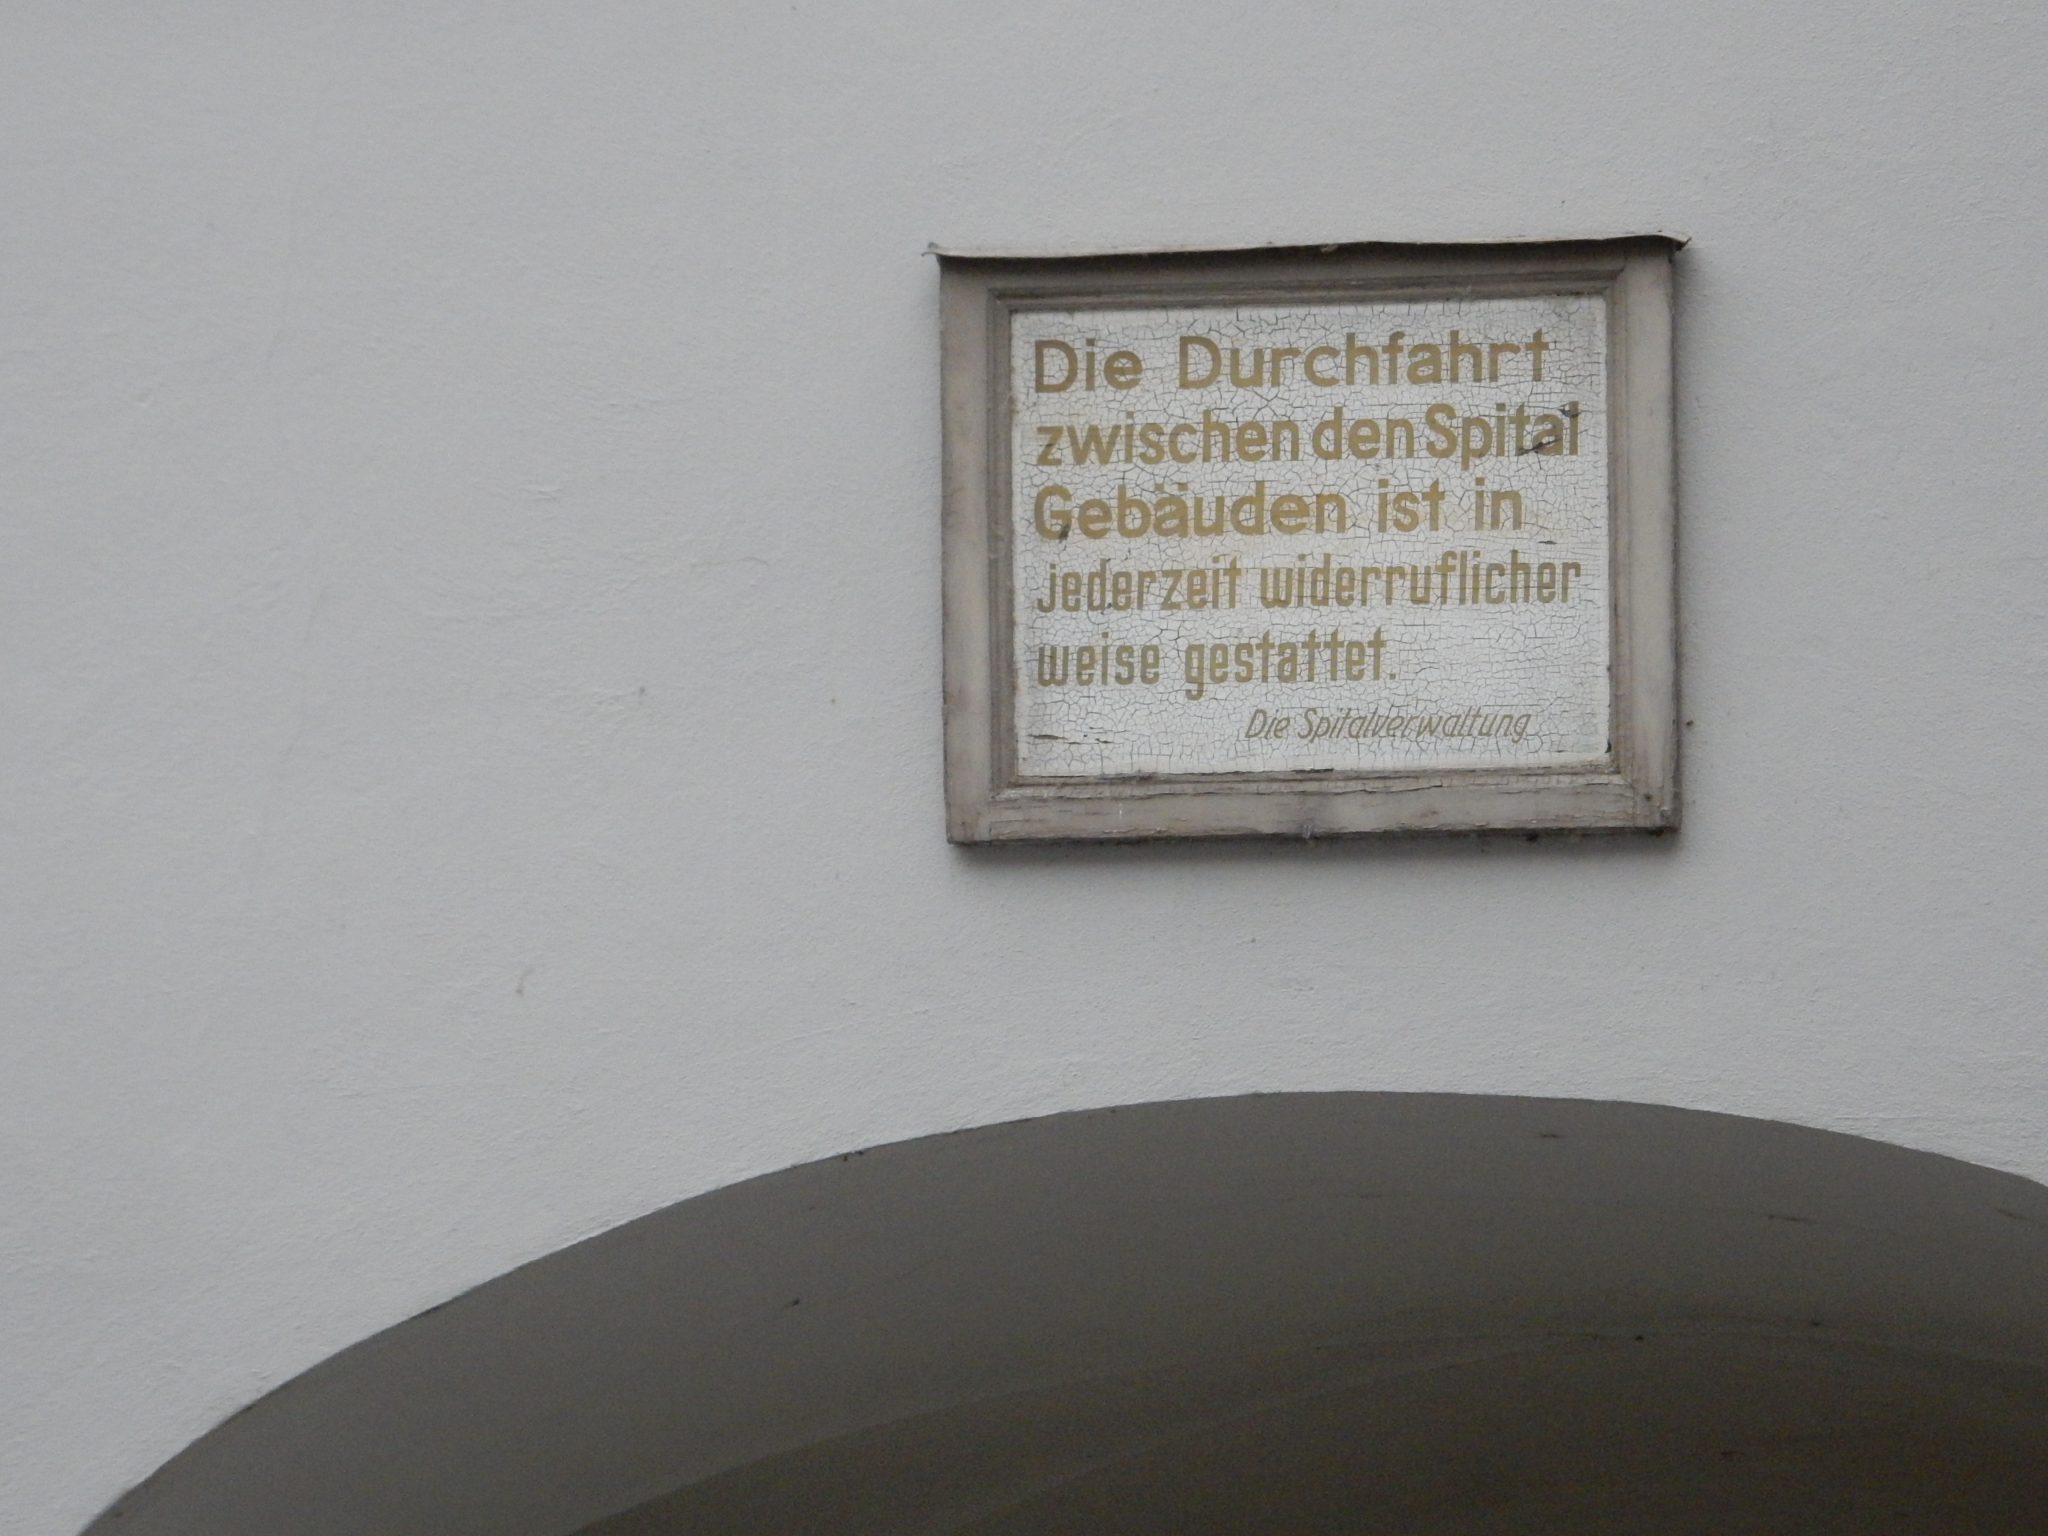 Die Durchfahrt
zwischen den Spital
Gebäuden ist in
jederzeit widerruflicher
weise gestattet.
Die Spitalverwaltung